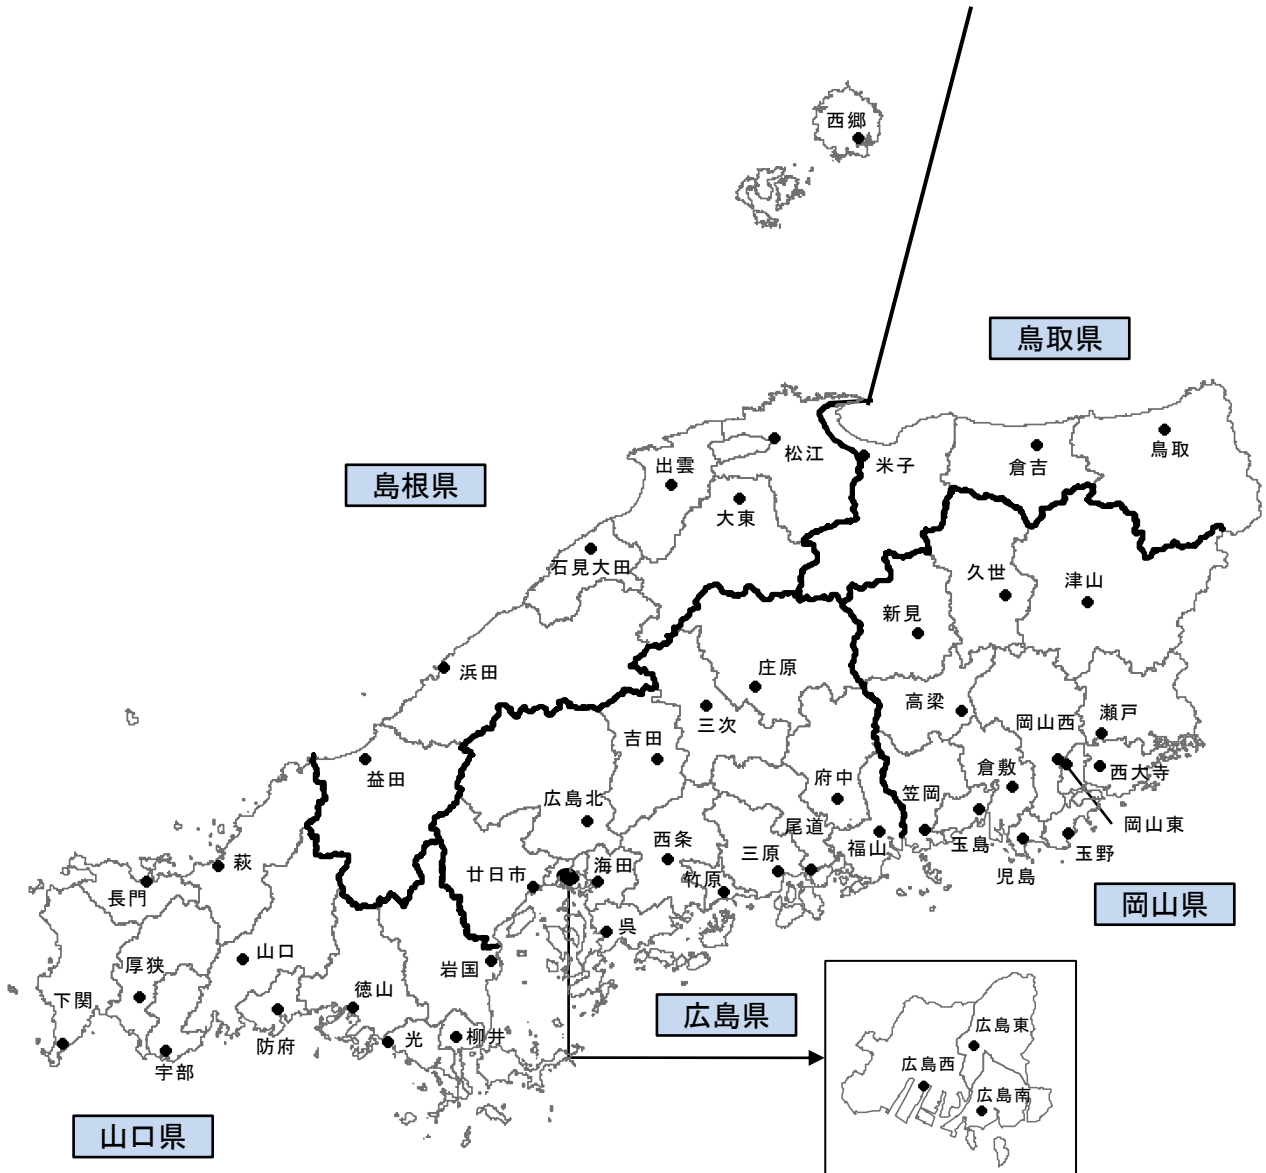 西郷
鳥取県
島根県
松江
米子
倉吉
鳥取
出雲
大東
石見大田
久世
津山
新見
浜田
庄原
高梁
瀬戸
三次
岡山西
吉田
益田
倉敷
西大寺
府中
笠岡
広島北
岡山東
尾道
福山
玉島
玉野
児島
西条
三原
萩
海田
廿日市
竹原
長門
岡山県
呉
山口
岩国
厚狭
徳山
下関
広島県
防府
光
柳井
宇部
広島東
広島西
広島南
山口県